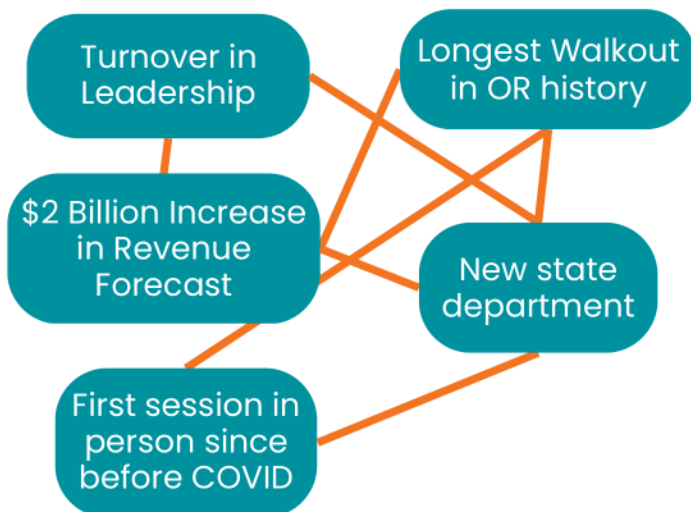 Turnover in
Leadership
Longest Walkout
in OR history
$2 Billion Increase
in Revenue
Forecast
New state
department
First session in
person since
before COVID